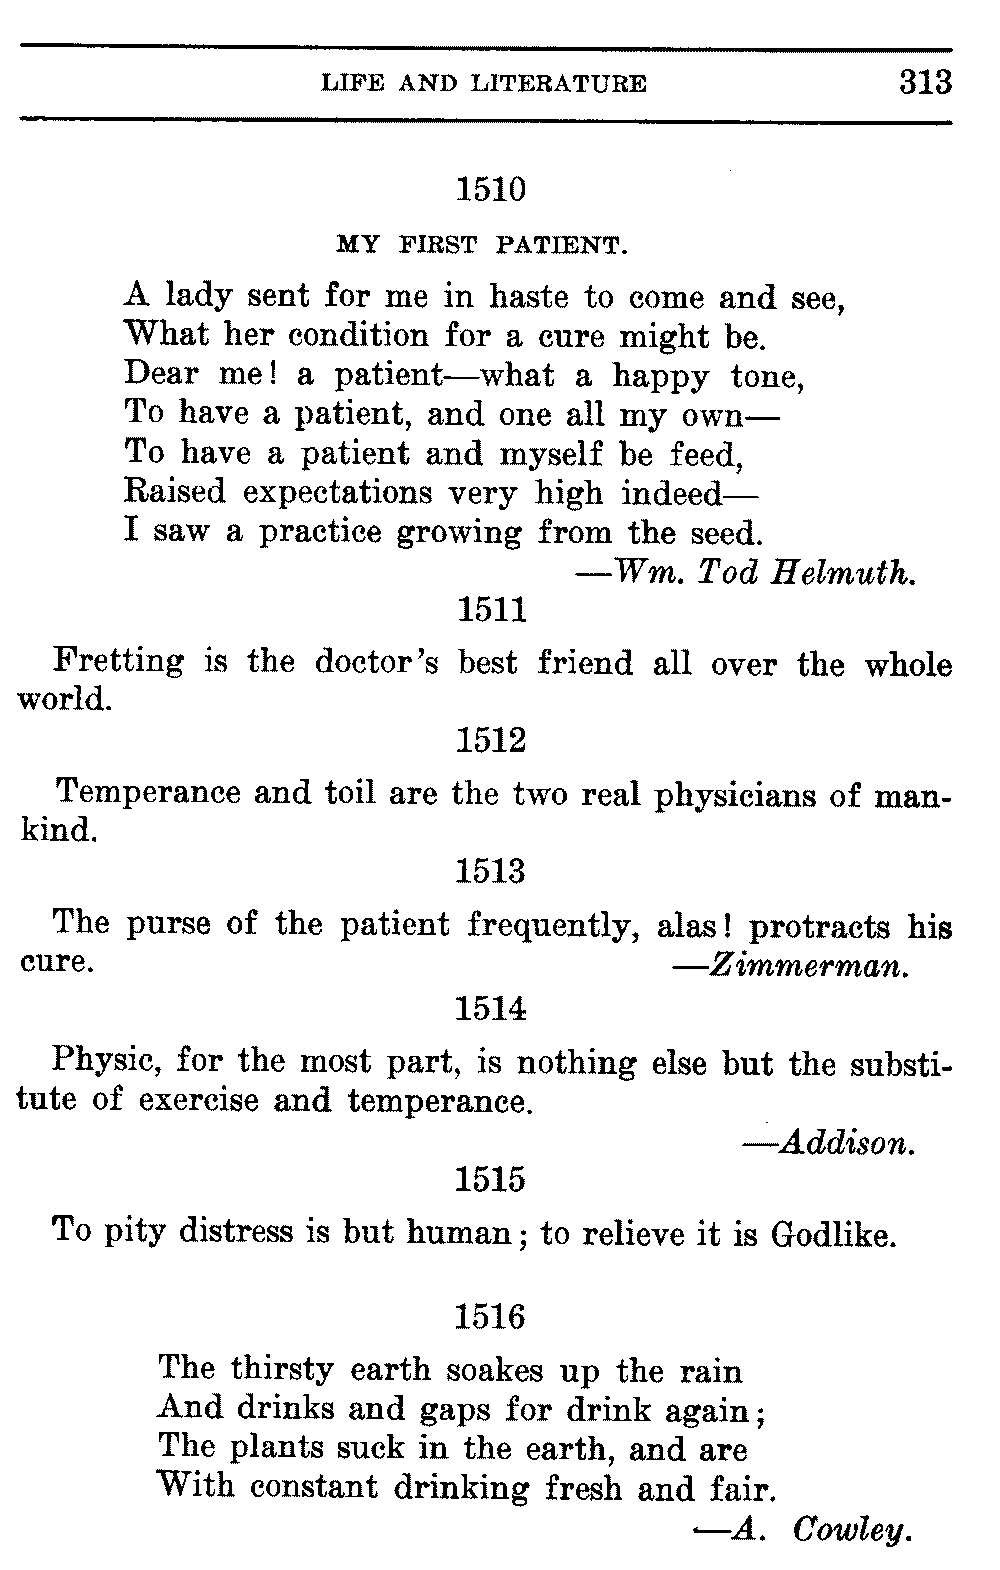 LIFE AND LITERATURE 313
1510
MY FIRST PATIENT.
A lady sent for me in haste to come and see,
What her condition for a cure might be.
Dear me! a patient—what a happy tone,
To have a patient, and one all my own—
To have a patient and myself be feed,
Raised expectations very high indeed—
I saw a practice growing from the seed.
—Wm. Tod Helmuth.
1511
Fretting is the doctor's best friend all over the whole
world.
1512
Temperance and toil are the two real physicians of man-
kind.
1513
The purse of the patient frequently, alas! protracts his
cure. —Zimmerman.
1514
Physic, for the most part, is nothing else but the substi-
tute of exercise and temperance.
—Addison.
1515
To pity distress is but human; to relieve it is Godlike.
1516
The thirsty earth soakes up the rain
And drinks and gaps for drink again;
The plants suck in the earth, and are
With constant drinking fresh and fair.
—A. Cowley.